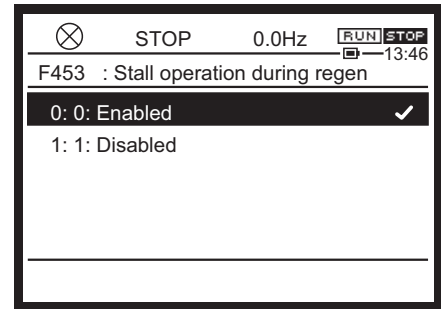 STOP 0.0Hz RUN STOP
13:46
F453 : Stall operation during regen
0: 0: Enabled
1: 1: Disabled